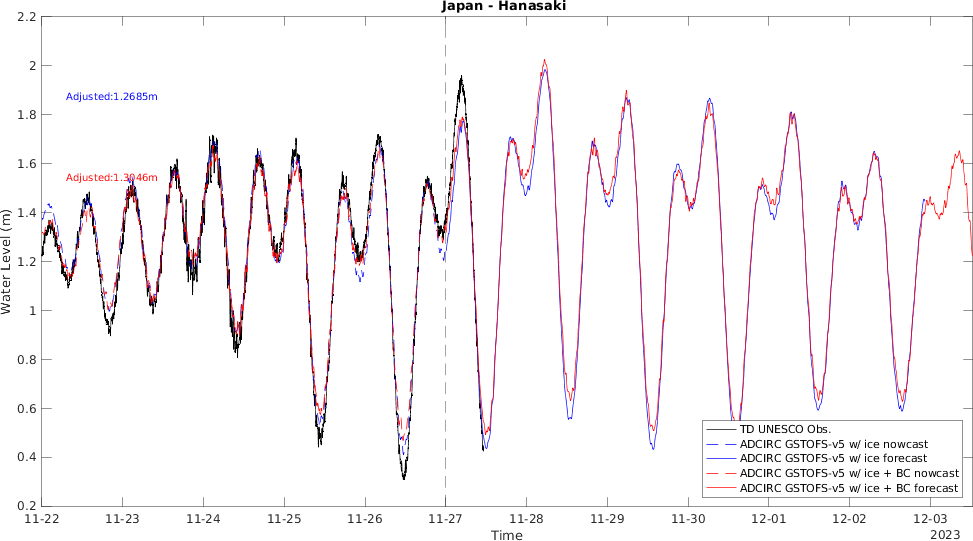 Japan - Hanasaki
2.2
2
1.8
1.6
1.4
1.2
1
0.8
0.6
0.4
0.2
Water Level (m)
Adjusted:1.2685m
Adjusted:1.3046m
TD UNESCO Obs.
ADCIRC GSTOFS-v5 w/ ice nowcast
ADCIRC GSTOFS-v5 w/ ice forecast
ADCIRC GSTOFS-v5 w/ ice + BC nowcast
ADCIRC GSTOFS-v5 w/ ice + BC forecast
11-22 11-23 11-24 11-25 11-26 11-27 11-28 11-29 11-30 12-01 12-02 12-03
Time
2023